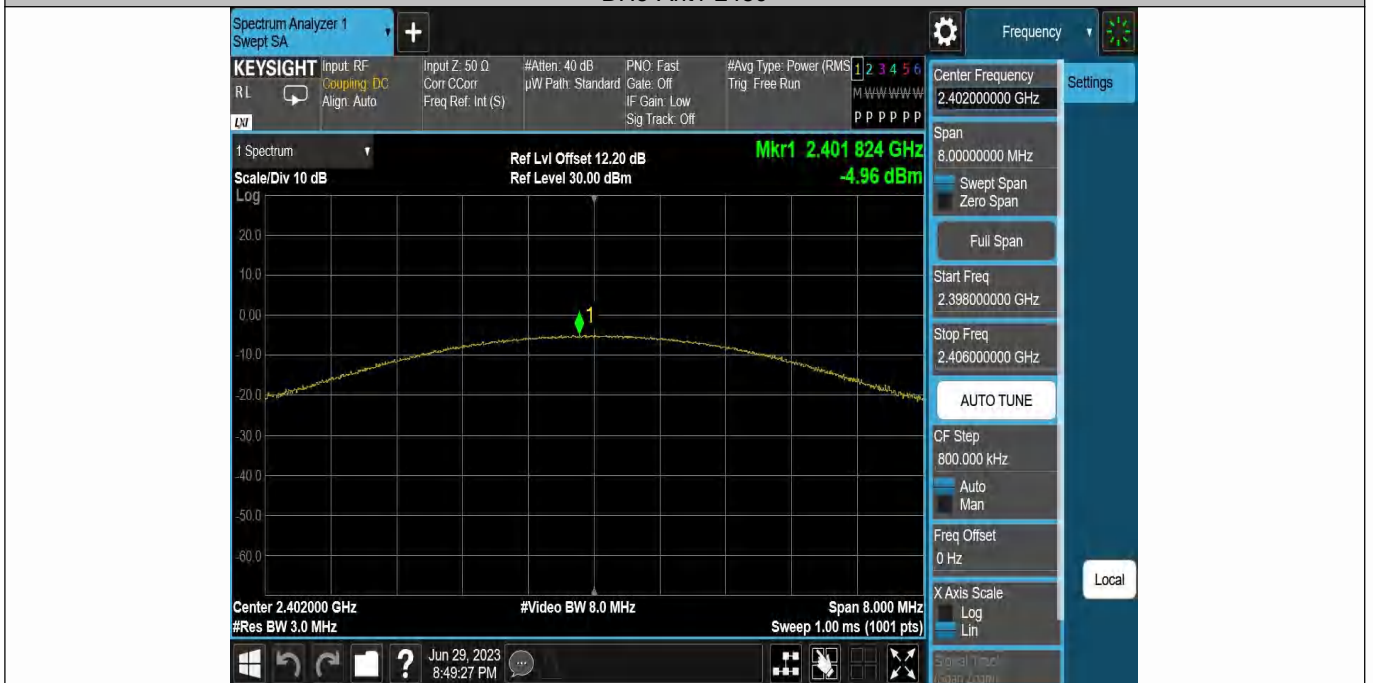 Spectrum Analyzer 1
Swept SA
Frequency
KEYSIGHT
RL
LXI
Input: RF
Coupling: DC
Align: Auto
Input Z: 50 Ω
Corr CCorr
Freq Ref: Int (S)
#Atten: 40 dB
µW Path: Standard
PNO: Fast
Gate: Off
IF Gain: Low
Sig Track: Off
#Avg Type: Power (RMS
Trig: Free Run
1 2 3 4 5 6
M W W W W W
P P P P P P
Center Frequency
2.402000000 GHz
Settings
Span
8.00000000 MHz
Swept Span
Zero Span
Full Span
Start Freq
2.398000000 GHz
Stop Freq
2.406000000 GHz
AUTO TUNE
CF Step
800.000 kHz
Auto
Man
Freq Offset
0 Hz
X Axis Scale
Log
Lin
Local
1 Spectrum
Scale/Div 10 dB
Ref Lvl Offset 12.20 dB
Ref Level 30.00 dBm
Mkr1 2.401 824 GHz
-4.96 dBm
Log
20.0
10.0
0.00
-10.0
-20.0
-30.0
-40.0
-50.0
-60.0
1
Center 2.402000 GHz
#Res BW 3.0 MHz
#Video BW 8.0 MHz
Span 8.000 MHz
Sweep 1.00 ms (1001 pts)
?
Jun 29, 2023
8:49:27 PM